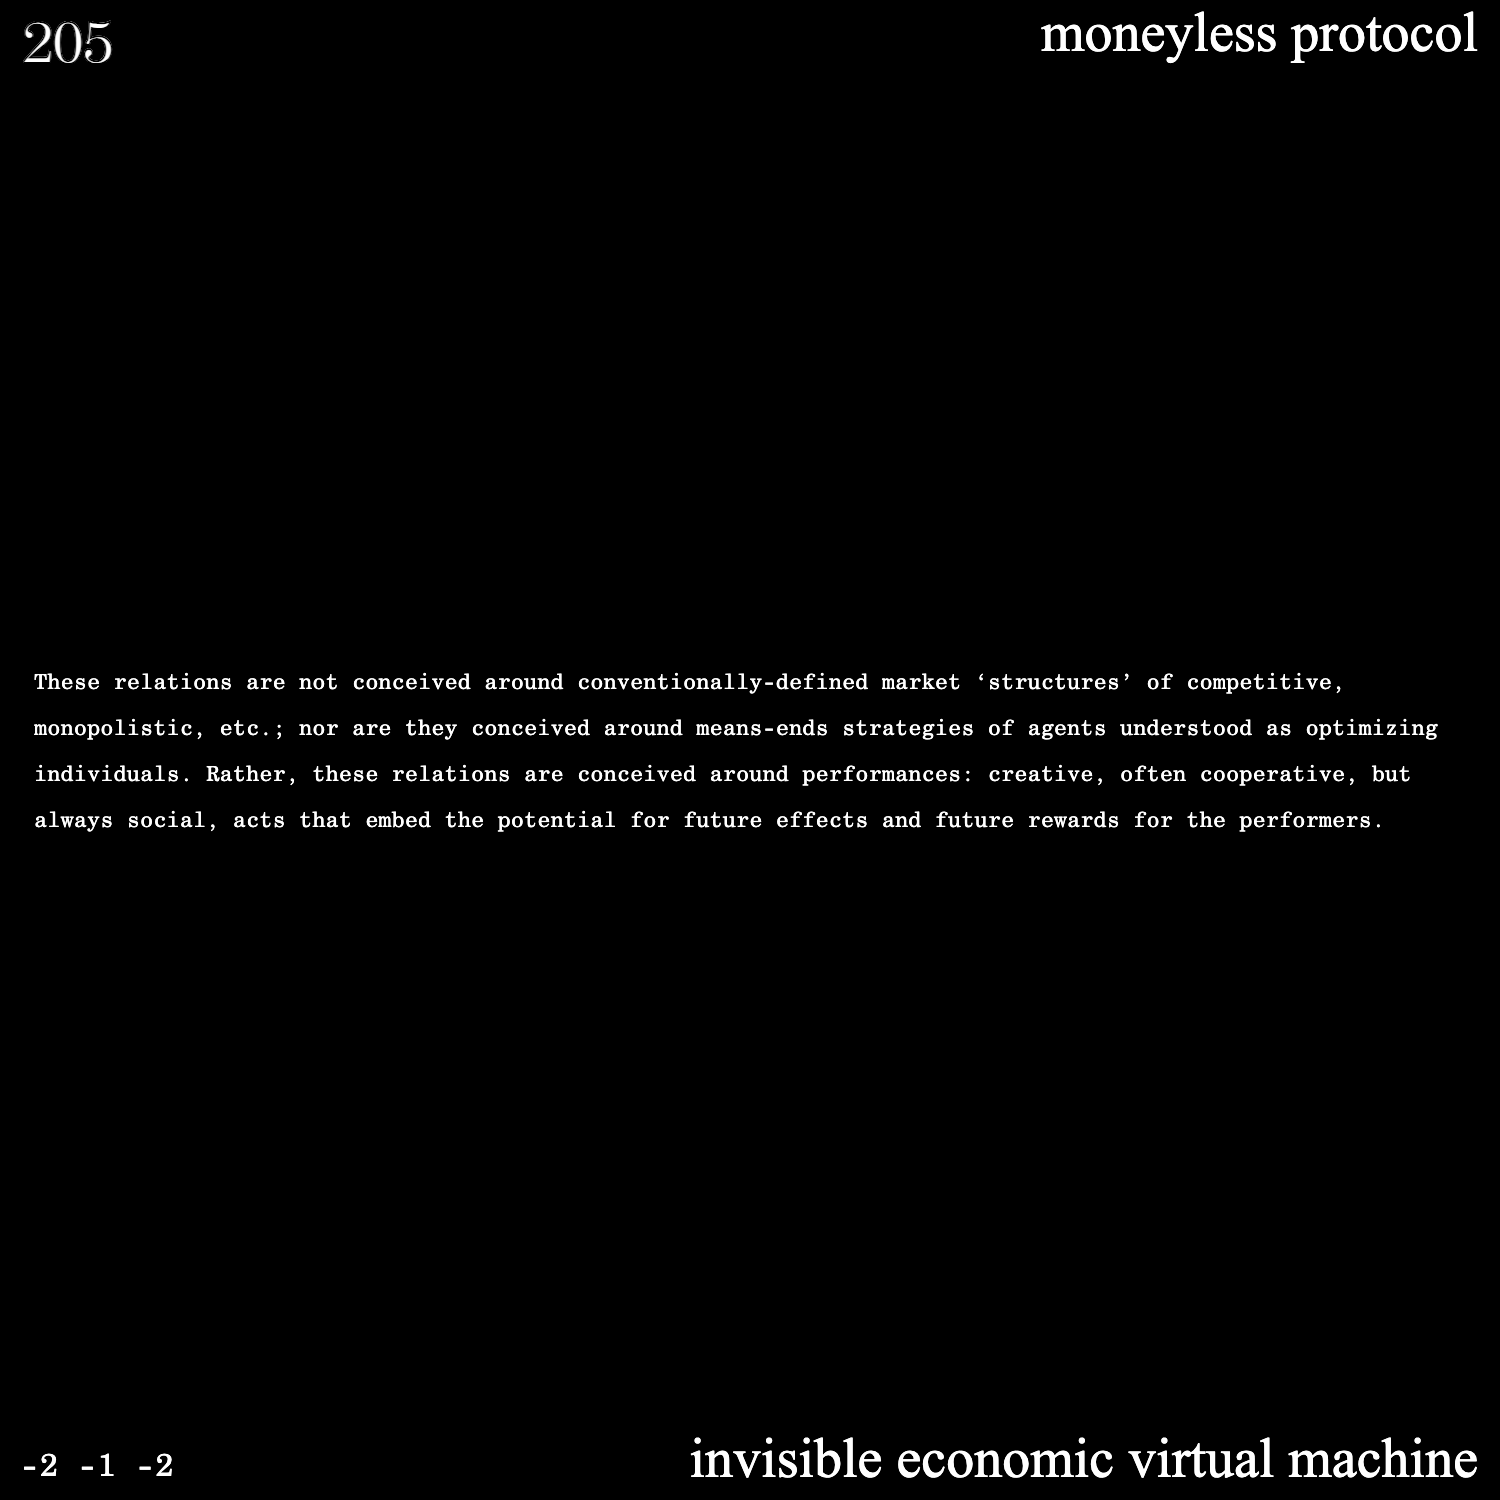 205
moneyless protocol
These relations are not conceived around conventionally-defined market ‘structures’ of competitive,
monopolistic, etc.; nor are they conceived around means-ends strategies of agents understood as optimizing
individuals. Rather, these relations are conceived around performances: creative, often cooperative, but
always social, acts that embed the potential for future effects and future rewards for the performers.
-2 -1 -2
invisible economic virtual machine